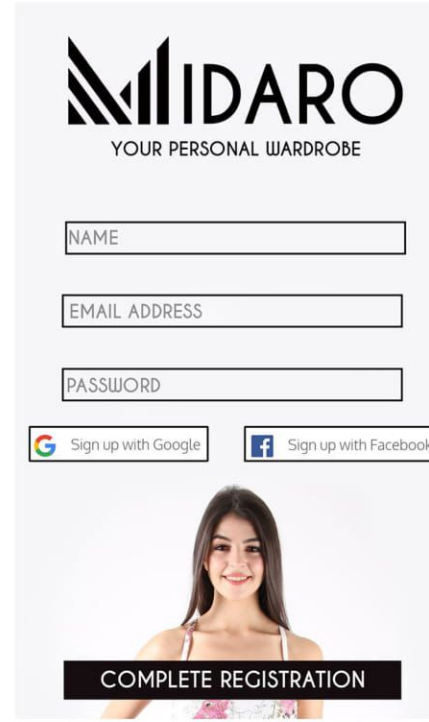 MIDARO
YOUR PERSONAL WARDROBE
NAME
EMAIL ADDRESS
PASSWORD
Sign up with Google
Sign up with Facebook
COMPLETE REGISTRATION